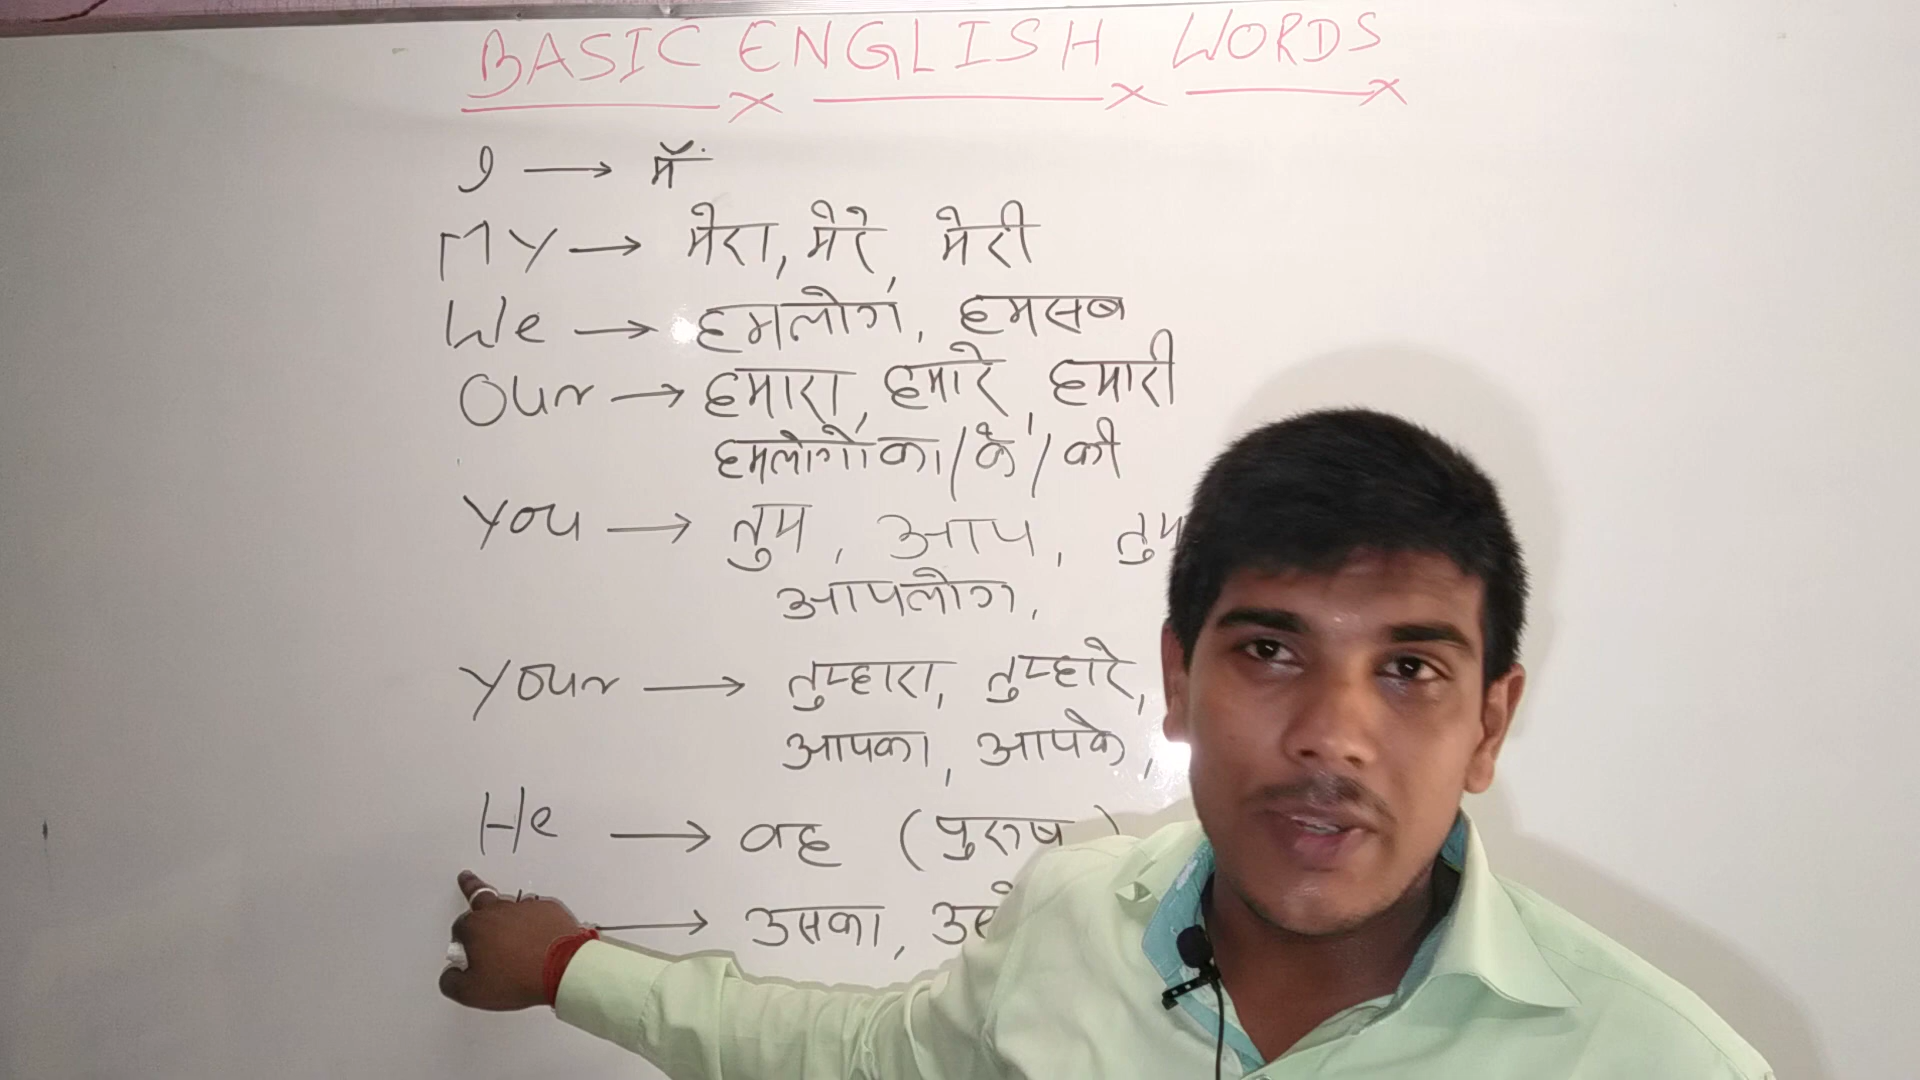 BASIC ENGLISH WORDS
I → मैं
MY → मेरा, मेरे, मेरी
We → हमलोग, हमसब
Our → हमारा, हमारे, हमारी
हमलोगों का/के/की
You → तुम, आप,
आपलोग,
Your → तुम्हारा, तुम्हारे,
आपका, आपके,
He → वह (पुरुष)
→ उसका,